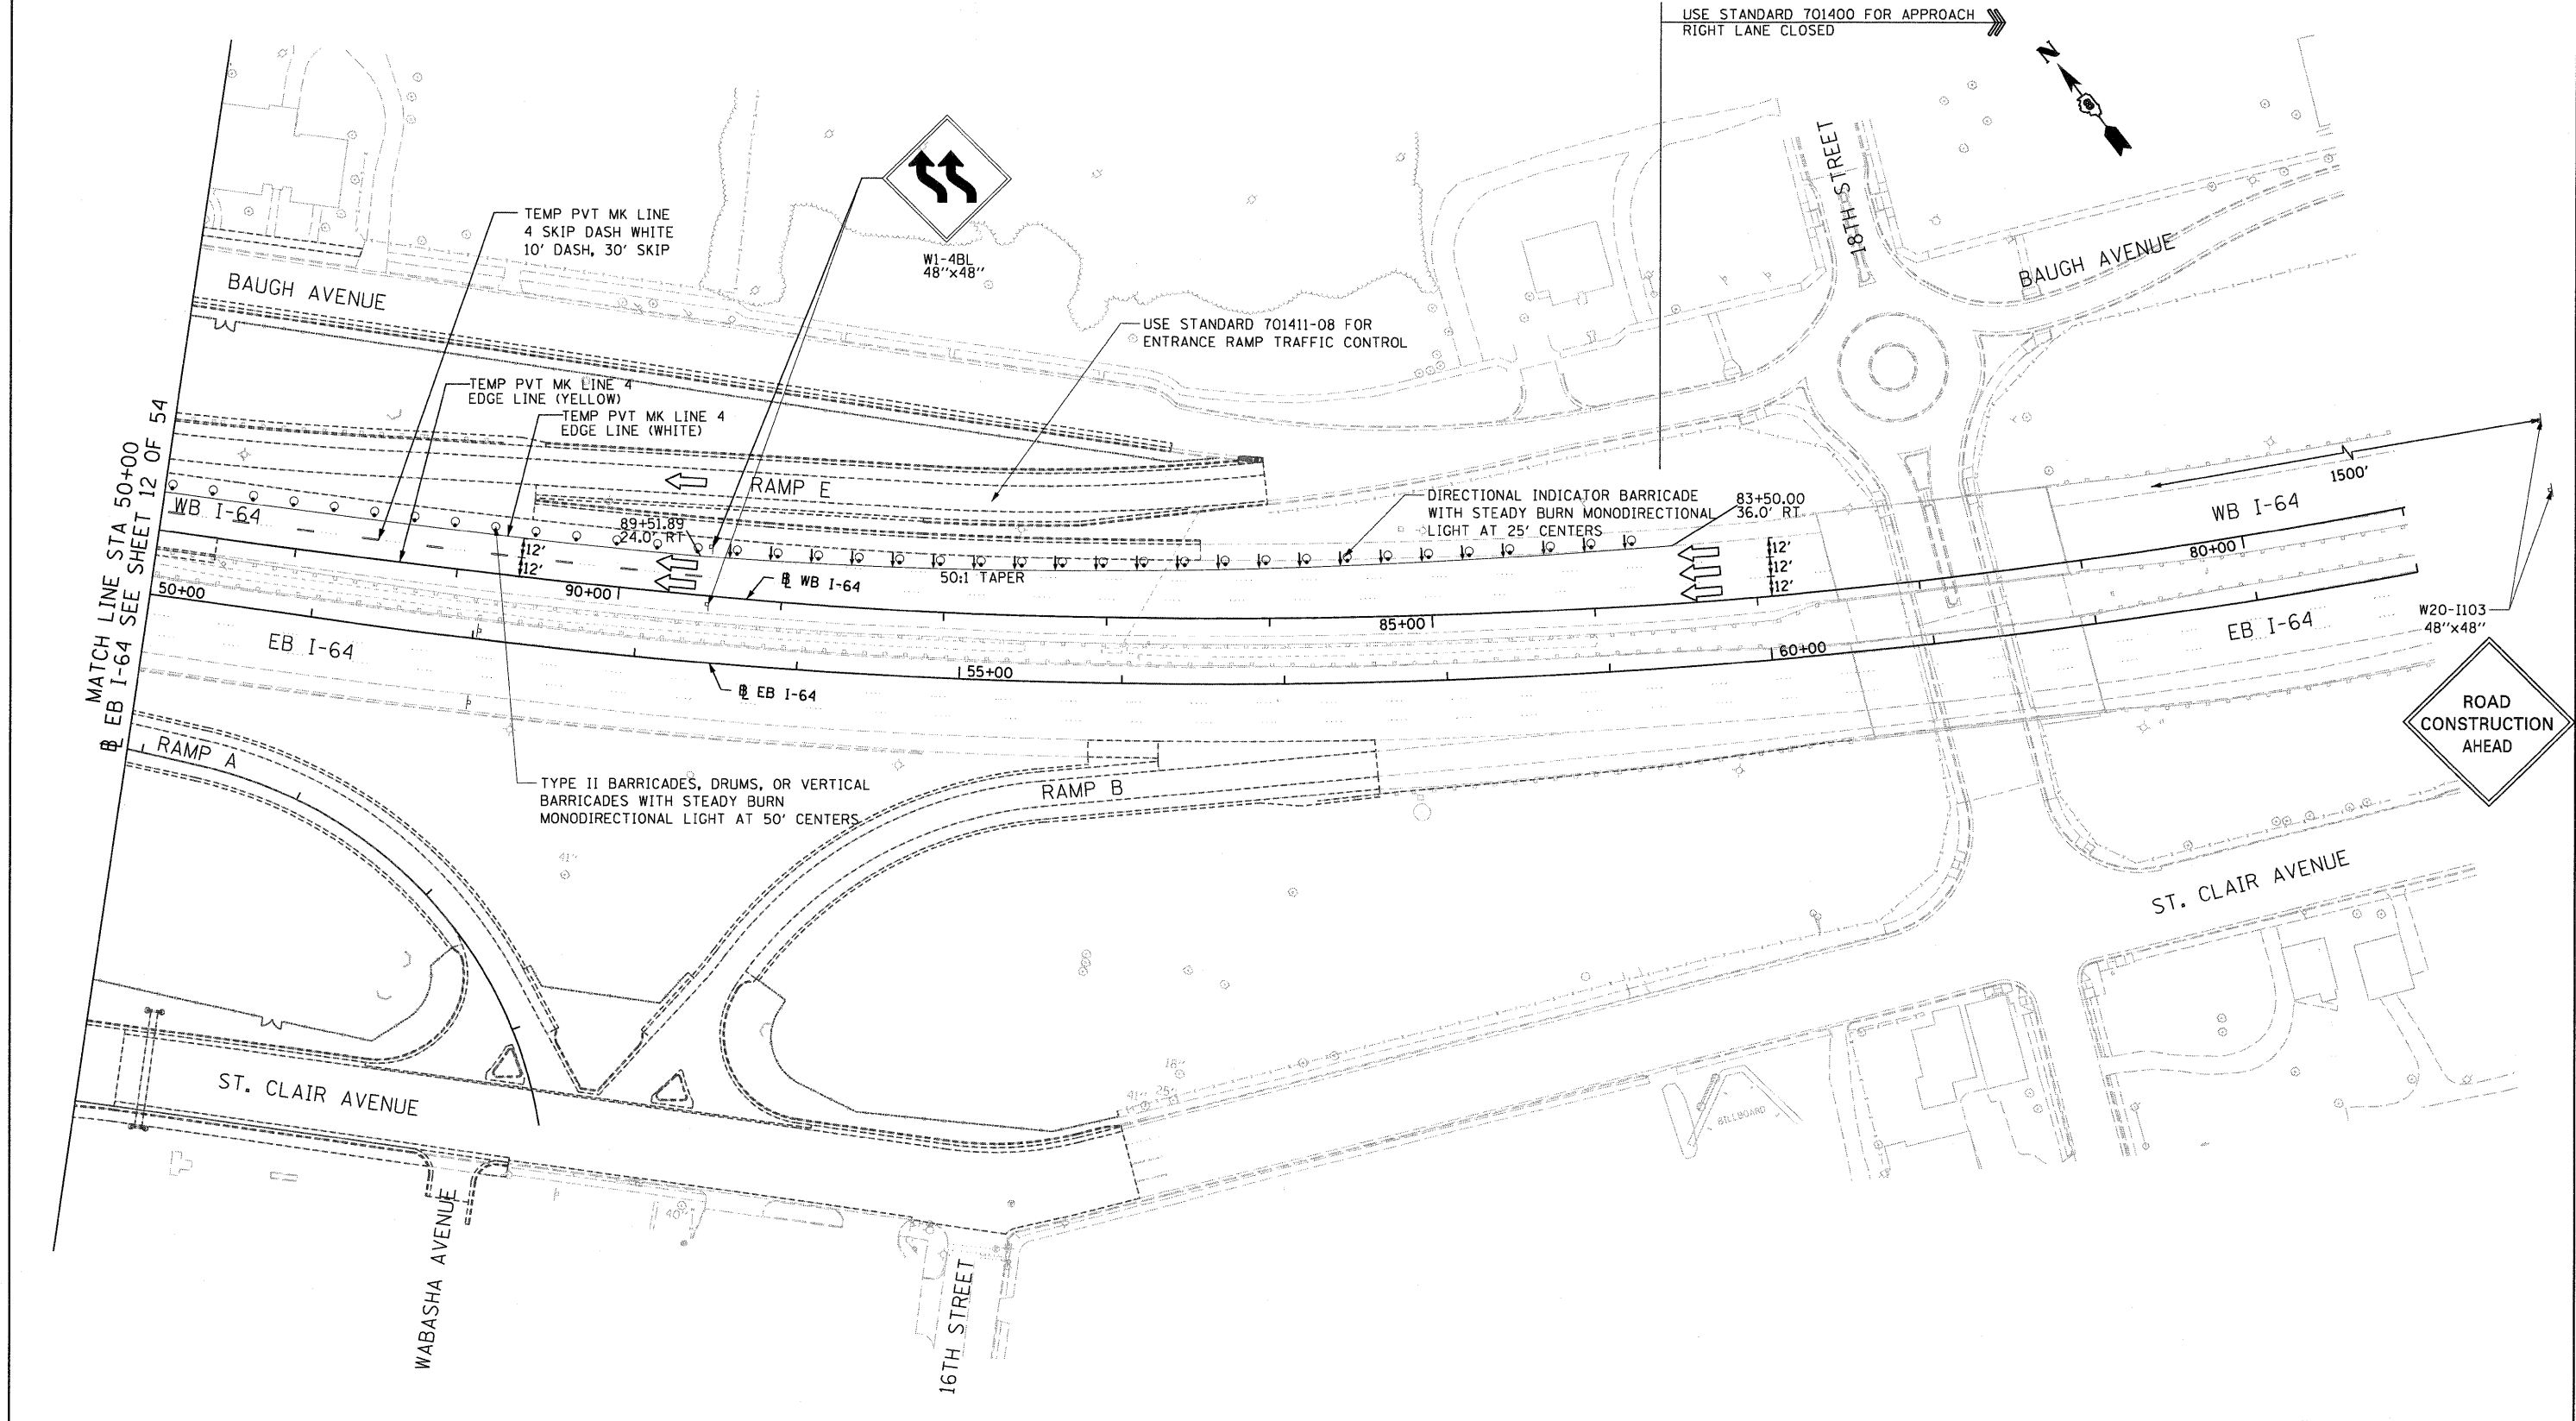 USE STANDARD 701400 FOR APPROACH
RIGHT LANE CLOSED
N
18TH STREET
BAUGH AVENUE
W1-4BL
48"x48"
TEMP PVT MK LINE
4 SKIP DASH WHITE
10' DASH, 30' SKIP
BAUGH AVENUE
USE STANDARD 701411-08 FOR
ENTRANCE RAMP TRAFFIC CONTROL
TEMP PVT MK LINE 4
EDGE LINE (YELLOW)
TEMP PVT MK LINE 4
EDGE LINE (WHITE)
MATCH LINE STA 50+00
℄ EB I-64 SEE SHEET 12 OF 54
RAMP E
WB I-64
89+51.89
24.0' RT
DIRECTIONAL INDICATOR BARRICADE
WITH STEADY BURN MONODIRECTIONAL
LIGHT AT 25' CENTERS
83+50.00
36.0' RT.
1500'
WB I-64
80+00
12'
12'
12'
12'
12'
50:1 TAPER
WB I-64
90+00
50+00
85+00
EB I-64
60+00
55+00
EB I-64
EB I-64
W20-I103
48"x48"
ROAD
CONSTRUCTION
AHEAD
RAMP A
RAMP B
TYPE II BARRICADES, DRUMS, OR VERTICAL
BARRICADES WITH STEADY BURN
MONODIRECTIONAL LIGHT AT 50' CENTERS
41"
ST. CLAIR AVENUE
18"
41" 25"
BILLBOARD
ST. CLAIR AVENUE
40"
WABASHA AVENUE
16TH STREET